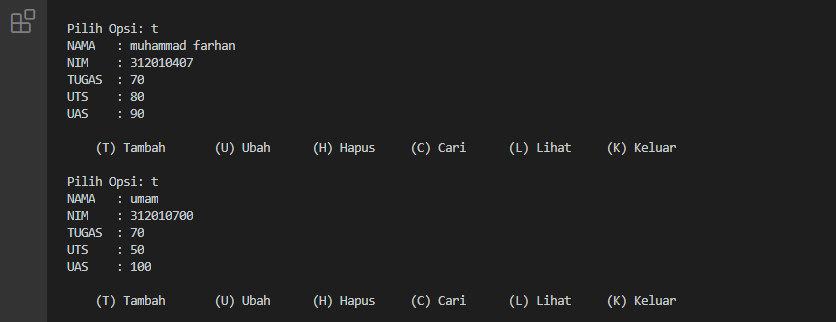 Pilih Opsi: t
NAMA : muhammad farhan
NIM : 312010407
TUGAS : 70
UTS : 80
UAS : 90
(T) Tambah (U) Ubah (H) Hapus (C) Cari (L) Lihat (K) Keluar
Pilih Opsi: t
NAMA : umam
NIM : 312010700
TUGAS : 70
UTS : 50
UAS : 100
(T) Tambah (U) Ubah (H) Hapus (C) Cari (L) Lihat (K) Keluar